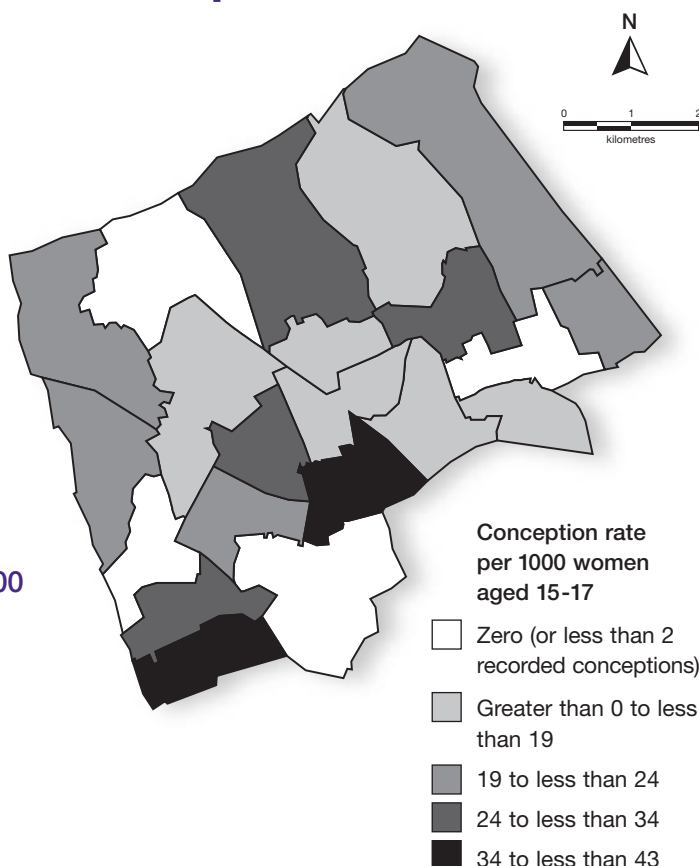 N
0 1 2
kilometres
00
Conception rate
per 1000 women
aged 15-17
Zero (or less than 2
recorded conceptions)
Greater than 0 to less
than 19
19 to less than 24
24 to less than 34
34 to less than 43